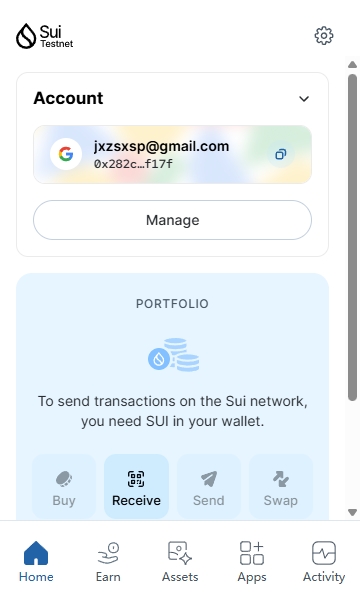 Sui
Testnet
Account
jxzsxsp@gmail.com
0x282c…f17f
Manage
PORTFOLIO
To send transactions on the Sui network,
you need SUI in your wallet.
Buy
Receive
Send
Swap
Home
Earn
Assets
Apps
Activity